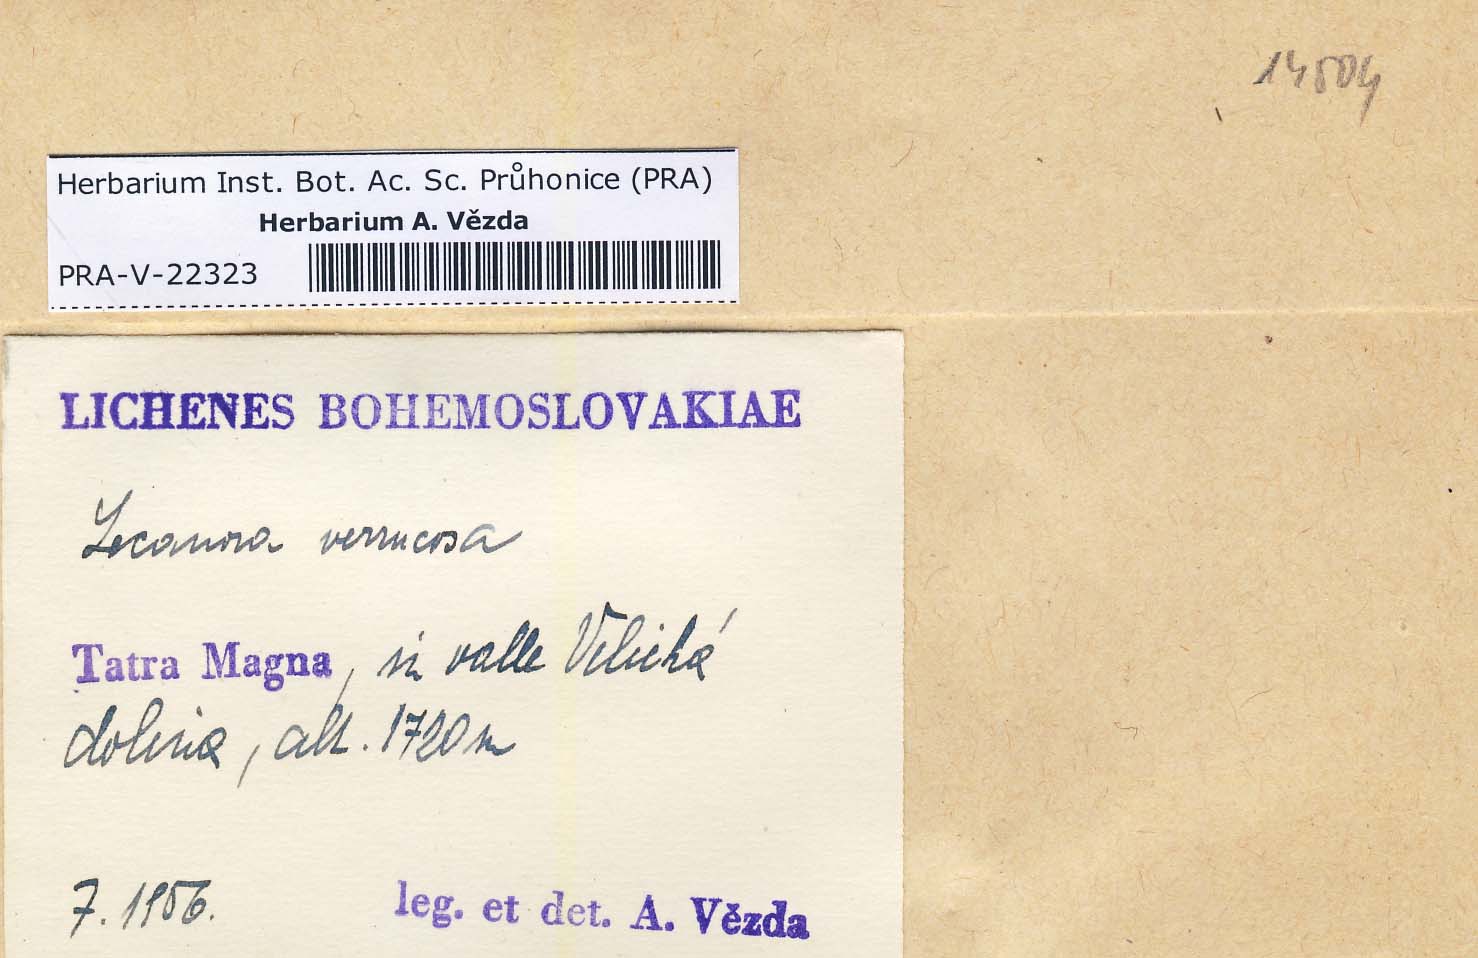 14504
Herbarium Inst. Bot. Ac. Sc. Průhonice (PRA)
Herbarium A. Vězda
PRA-V-22323
LICHENES BOHEMOSLOVAKIAE
Lecanora verrucosa
Tatra Magna, in valle Velická
dolina, alt. 1720 m
7. 1956.
leg. et det. A. Vězda